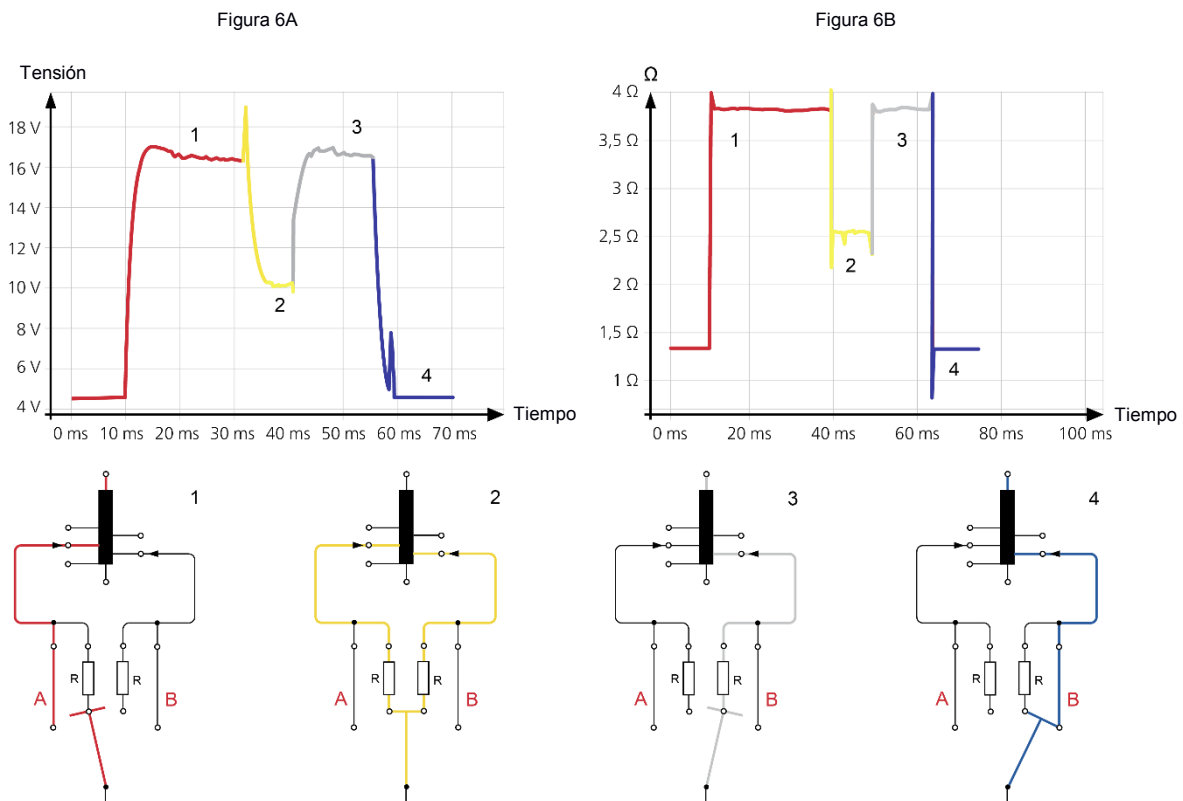 Figura 6A
Figura 6B
Tensión
18 V
16 V
14 V
12 V
10 V
8 V
6 V
4 V
1
2
3
4
0 ms 10 ms 20 ms 30 ms 40 ms 50 ms 60 ms 70 ms
Tiempo
Ω
4 Ω
3,5 Ω
3 Ω
2,5 Ω
2 Ω
1,5 Ω
1 Ω
1
2
3
4
0 ms 20 ms 40 ms 60 ms 80 ms 100 ms
Tiempo
1
A R R B
2
A R R B
3
A R R B
4
A R R B